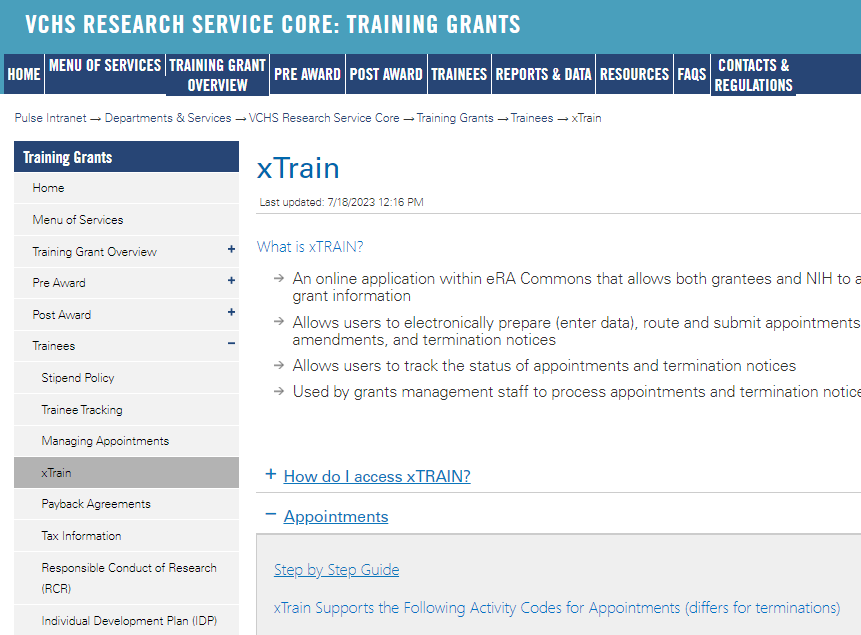 VCHS RESEARCH SERVICE CORE: TRAINING GRANTS
HOME
MENU OF SERVICES
TRAINING GRANT
OVERVIEW
PRE AWARD
POST AWARD
TRAINEES
REPORTS & DATA
RESOURCES
FAQS
CONTACTS &
REGULATIONS
Pulse Intranet → Departments & Services → VCHS Research Service Core → Training Grants → Trainees → xTrain
Training Grants
Home
Menu of Services
Training Grant Overview +
Pre Award +
Post Award +
Trainees −
Stipend Policy
Trainee Tracking
Managing Appointments
xTrain
Payback Agreements
Tax Information
Responsible Conduct of Research
(RCR)
Individual Development Plan (IDP)
xTrain
Last updated: 7/18/2023 12:16 PM
What is xTRAIN?
→ An online application within eRA Commons that allows both grantees and NIH to a
grant information
→ Allows users to electronically prepare (enter data), route and submit appointments
amendments, and termination notices
→ Allows users to track the status of appointments and termination notices
→ Used by grants management staff to process appointments and termination notice
+ How do I access xTRAIN?
− Appointments
Step by Step Guide
xTrain Supports the Following Activity Codes for Appointments (differs for terminations)